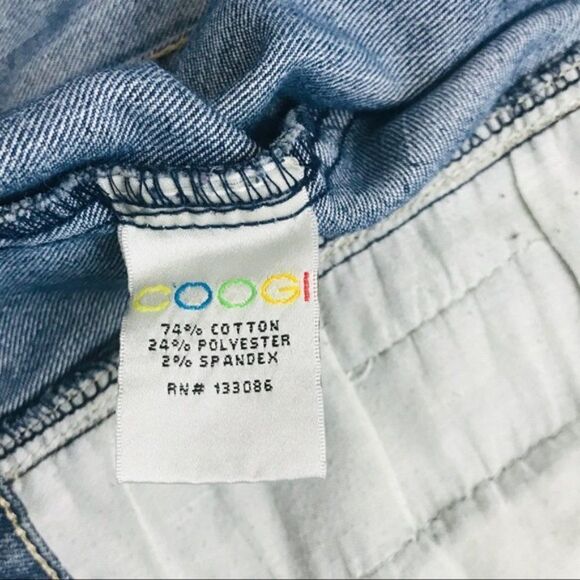 COOGI
74% COTTON
24% POLYESTER
2% SPANDEX
RN# 133086